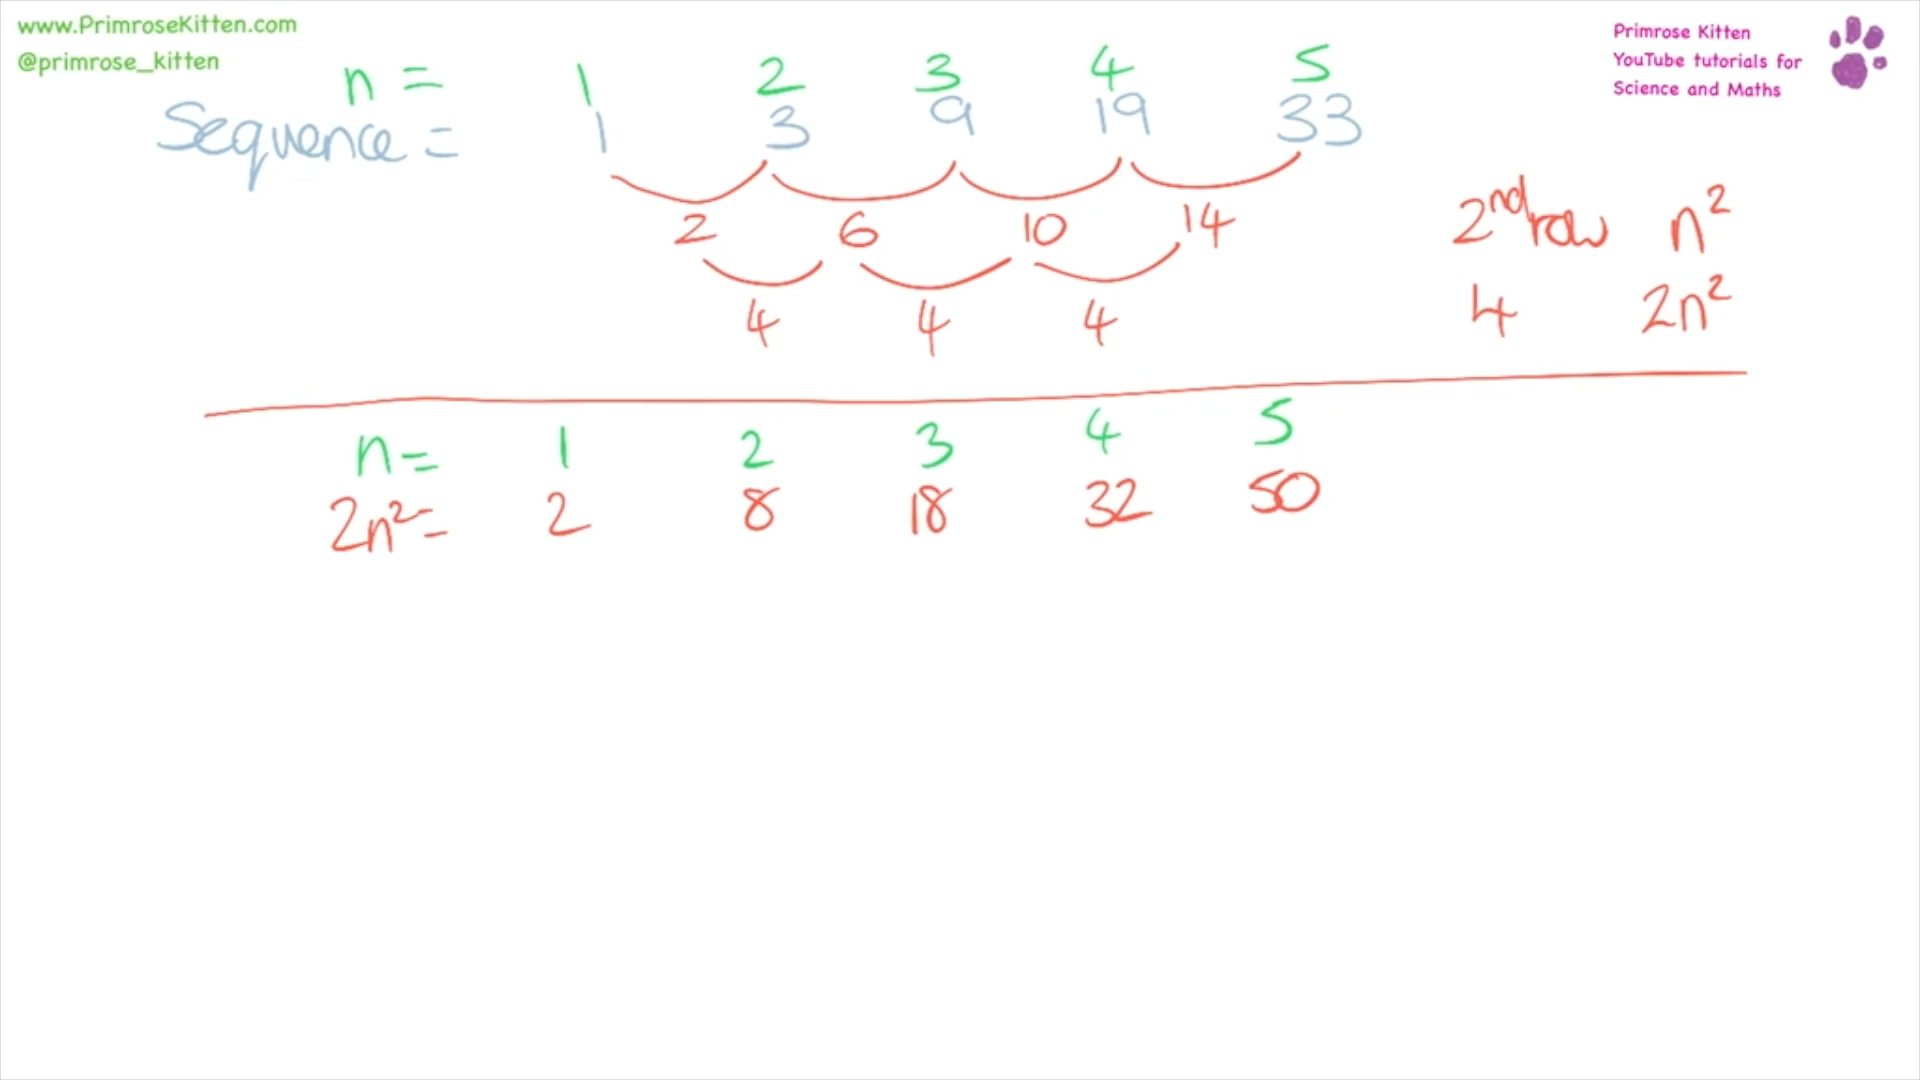 www.PrimroseKitten.com
@primrose_kitten
Primrose Kitten
YouTube tutorials for
Science and Maths
n = 1 2 3 4 5
Sequence = 1 3 9 19 33
2 6 10 14
4 4 4
2nd row n²
4 2n²
n = 1 2 3 4 5
2n² = 2 8 18 32 50